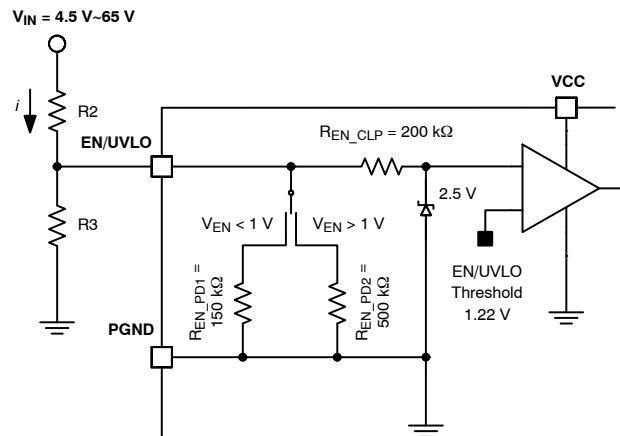 V_IN = 4.5 V~65 V
i
R2
VCC
EN/UVLO
R_EN_CLP = 200 kΩ
2.5 V
R3
V_EN < 1 V
V_EN > 1 V
R_EN_PD1 =
150 kΩ
R_EN_PD2 =
500 kΩ
EN/UVLO
Threshold
1.22 V
PGND